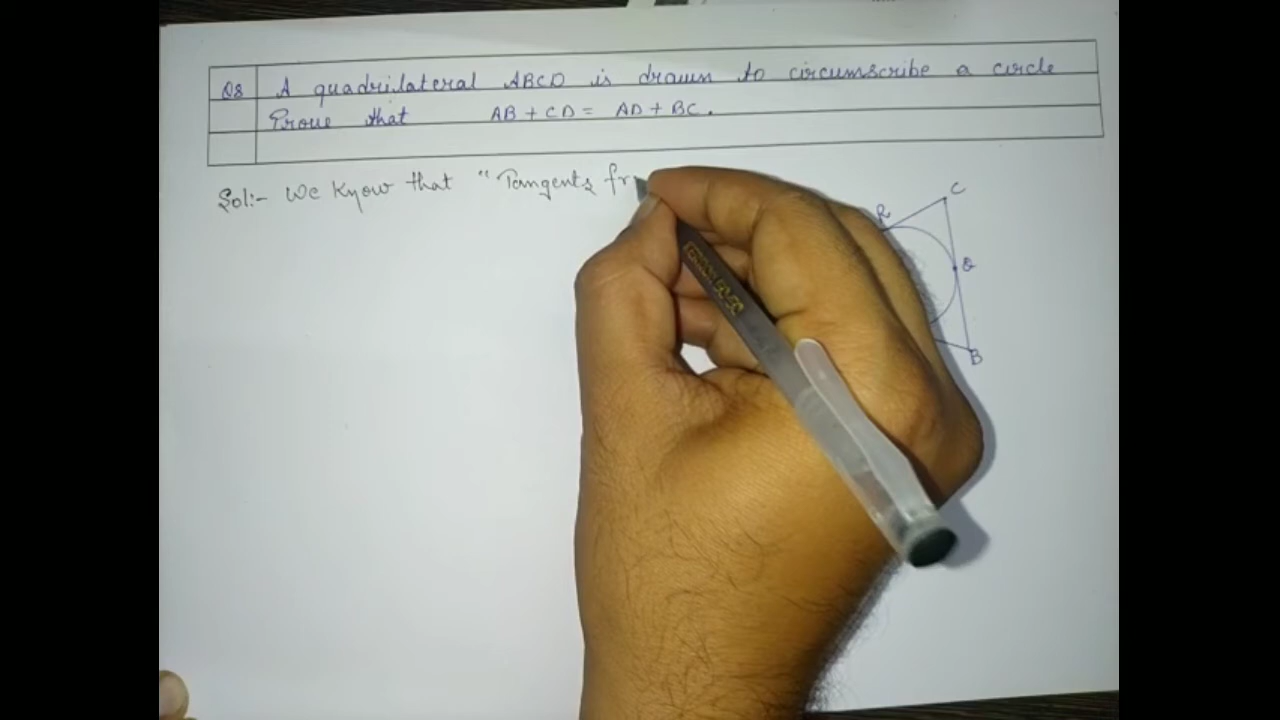 Q8 A quadrilateral ABCD is drawn to circumscribe a circle
Prove that AB + CD = AD + BC.
Sol:- We Know that "Tangents fr
C
R
Q
B